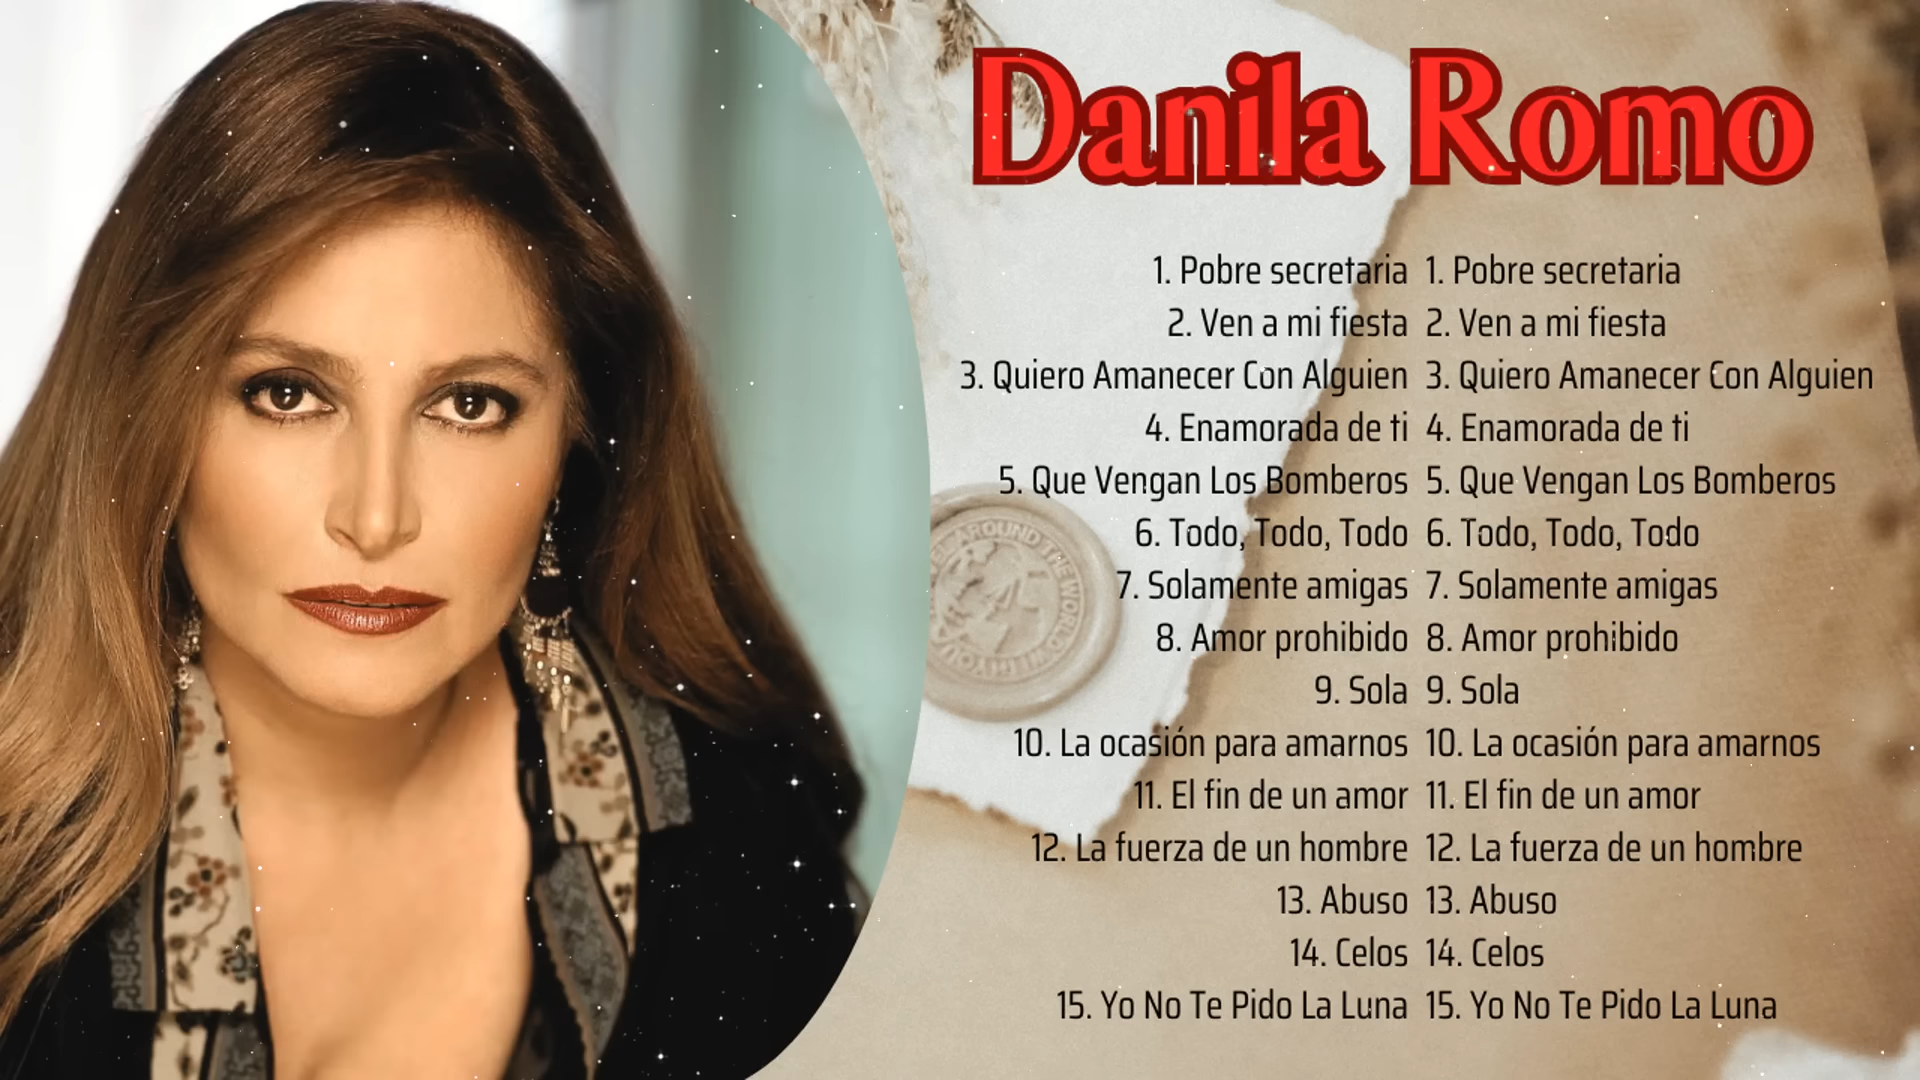 Danila Romo
1. Pobre secretaria 1. Pobre secretaria
2. Ven a mi fiesta 2. Ven a mi fiesta
3. Quiero Amanecer Con Alguien 3. Quiero Amanecer Con Alguien
4. Enamorada de ti 4. Enamorada de ti
5. Que Vengan Los Bomberos 5. Que Vengan Los Bomberos
6. Todo, Todo, Todo 6. Todo, Todo, Todo
7. Solamente amigas 7. Solamente amigas
8. Amor prohibido 8. Amor prohibido
9. Sola 9. Sola
10. La ocasión para amarnos 10. La ocasión para amarnos
11. El fin de un amor 11. El fin de un amor
12. La fuerza de un hombre 12. La fuerza de un hombre
13. Abuso 13. Abuso
14. Celos 14. Celos
15. Yo No Te Pido La Luna 15. Yo No Te Pido La Luna
AROUND THE WORLD WITH YOU